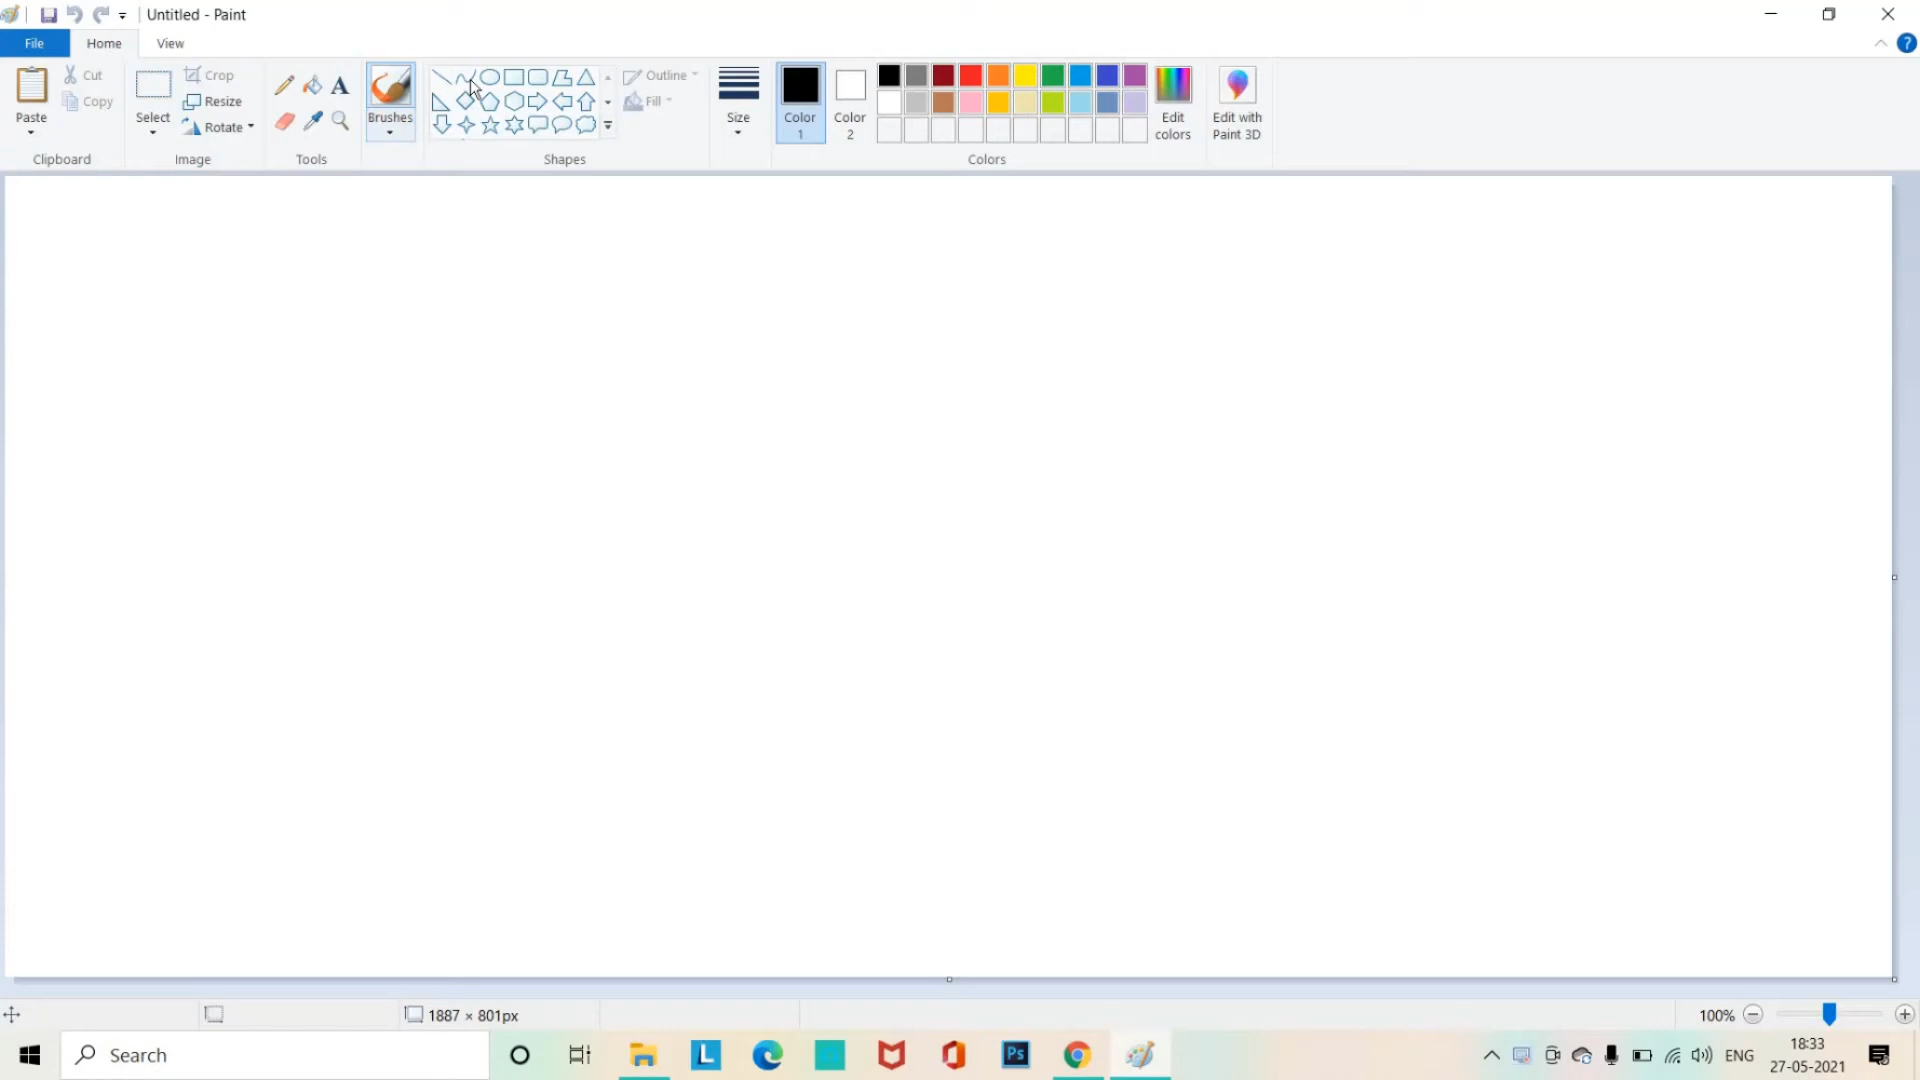 Untitled - Paint
File Home View
Paste
Cut
Copy
Clipboard
Select
Crop
Resize
Rotate
Image
A
Tools
Brushes
Outline
Fill
Shapes
Size
Color
1
Color
2
Edit
colors
Colors
Edit with
Paint 3D
?
1887 × 801px
100%
Search
L
Ps
ENG
18:33
27-05-2021